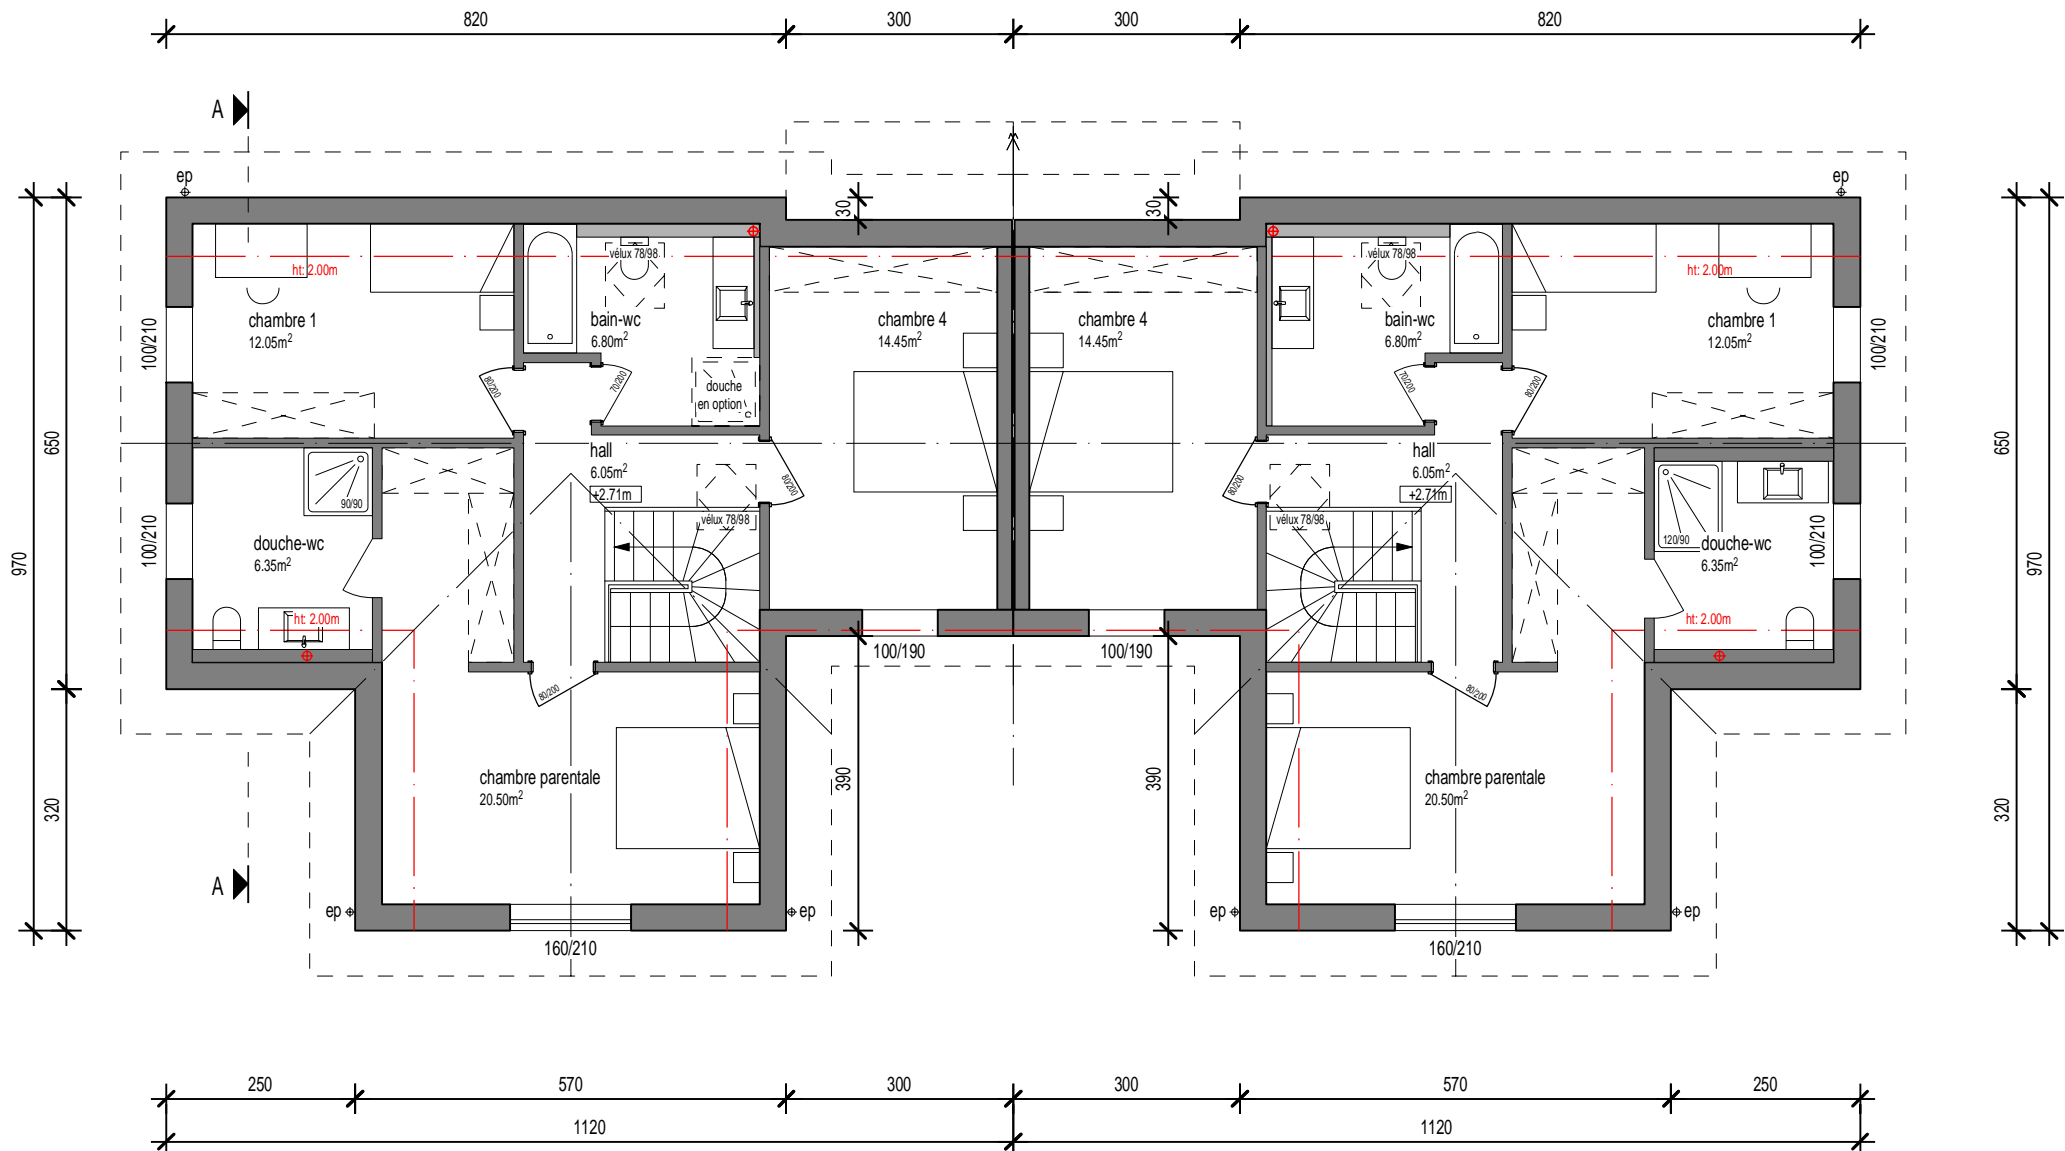 820 300 300 820
A
ep ep
30 30
ht: 2.00m ht: 2.00m
vélux 78/98 vélux 78/98
chambre 1
12.05m²
bain-wc
6.80m²
chambre 4
14.45m²
chambre 4
14.45m²
bain-wc
6.80m²
chambre 1
12.05m²
100/210 100/210
80/200 70/200 70/200 80/200
douche
en option
650 650
hall
6.05m²
+2.71m
hall
6.05m²
+2.71m
80/200 80/200
90/90
vélux 78/98 vélux 78/98
120/90
douche-wc
6.35m²
douche-wc
6.35m²
100/210 100/210
970 970
ht: 2.00m ht: 2.00m
100/190 100/190
80/200 80/200
chambre parentale
20.50m²
chambre parentale
20.50m²
320 390 390 320
A
ep ep ep ep
160/210 160/210
250 570 300 300 570 250
1120 1120